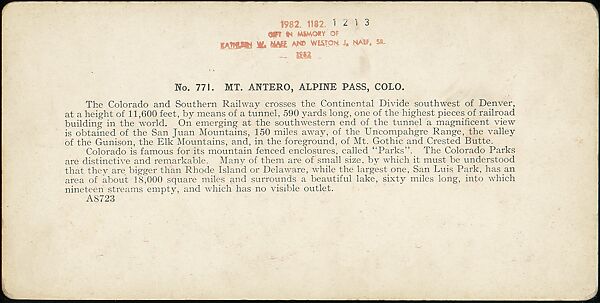 1982. 1182. 1213
GIFT IN MEMORY OF
KATHLEEN W. NAEF AND WESTON J. NAEF, SR.
1982
No. 771. MT. ANTERO, ALPINE PASS, COLO.
The Colorado and Southern Railway crosses the Continental Divide southwest of Denver,
at a height of 11,600 feet, by means of a tunnel, 590 yards long, one of the highest pieces of railroad
building in the world. On emerging at the southwestern end of the tunnel a magnificent view
is obtained of the San Juan Mountains, 150 miles away, of the Uncompahgre Range, the valley
of the Gunison, the Elk Mountains, and, in the foreground, of Mt. Gothic and Crested Butte.
Colorado is famous for its mountain fenced enclosures, called "Parks". The Colorado Parks
are distinctive and remarkable. Many of them are of small size, by which it must be understood
that they are bigger than Rhode Island or Delaware, while the largest one, San Luis Park, has an
area of about 18,000 square miles and surrounds a beautiful lake, sixty miles long, into which
nineteen streams empty, and which has no visible outlet.
A8723